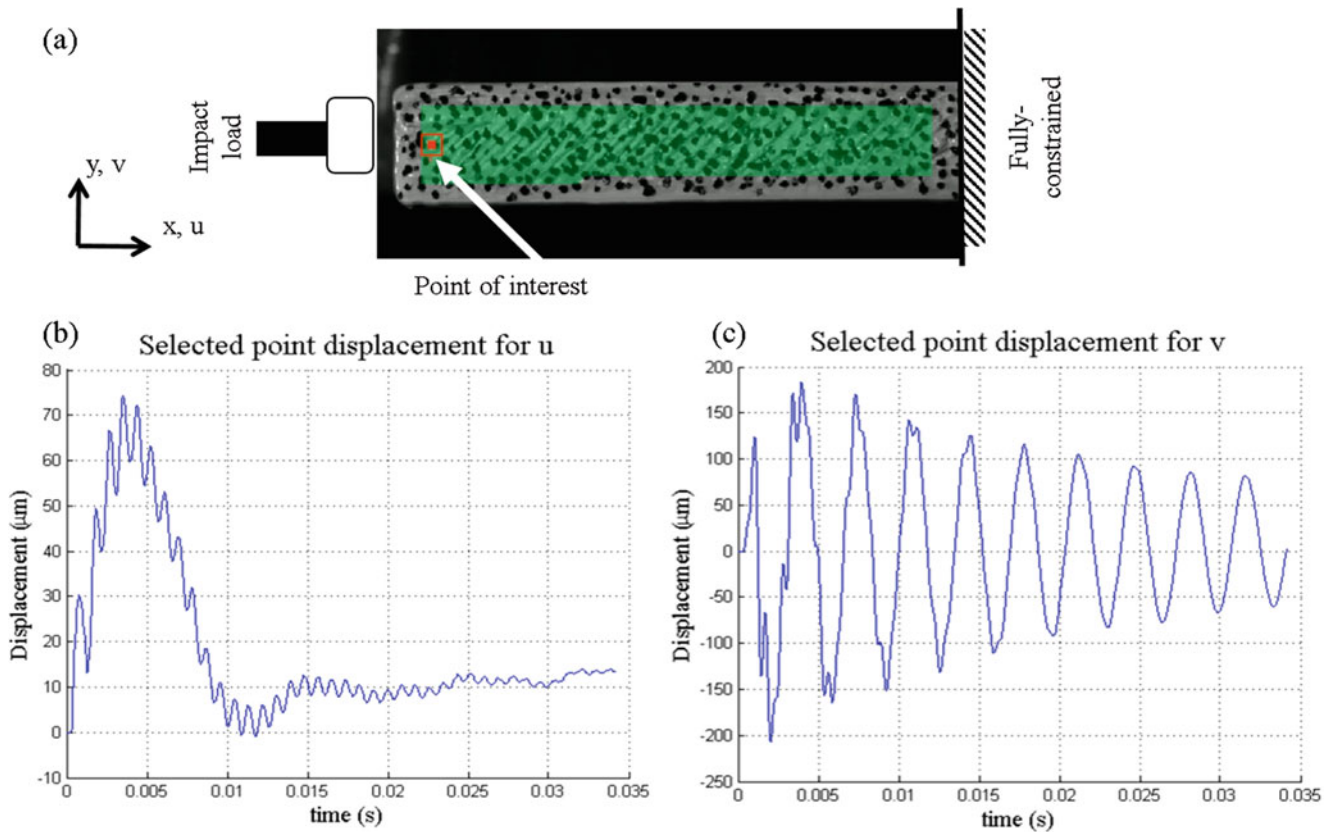 (a)
Impact
load
y, v
x, u
Fully-
constrained
Point of interest
(b)
Selected point displacement for u
Displacement (μm)
80
70
60
50
40
30
20
10
0
-10
0
0.005
0.01
0.015
0.02
0.025
0.03
0.035
time (s)
(c)
Selected point displacement for v
Displacement (μm)
200
150
100
50
0
-50
-100
-150
-200
-250
0
0.005
0.01
0.015
0.02
0.025
0.03
0.035
time (s)